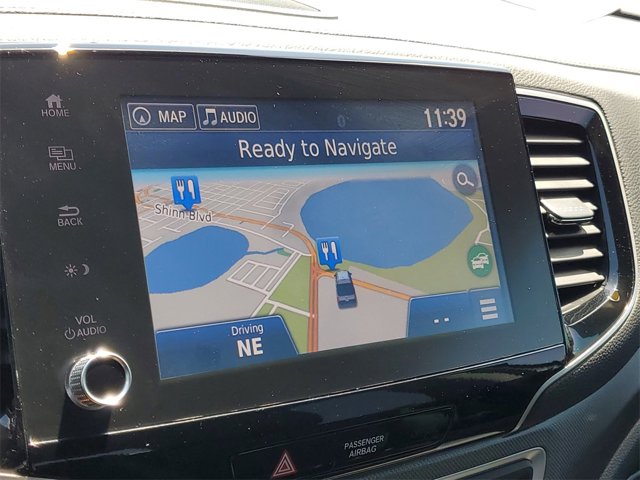 HOME
MAP
AUDIO
11:39
Ready to Navigate
MENU
Shinn Blvd
BACK
VOL
AUDIO
Driving
NE
--
PASSENGER
AIRBAG